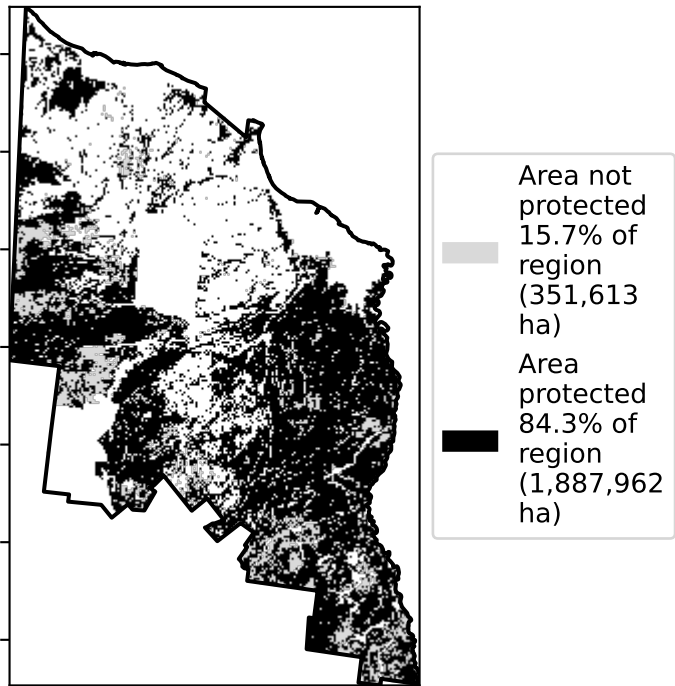 Area not
protected
15.7% of
region
(351,613
ha)
Area
protected
84.3% of
region
(1,887,962
ha)